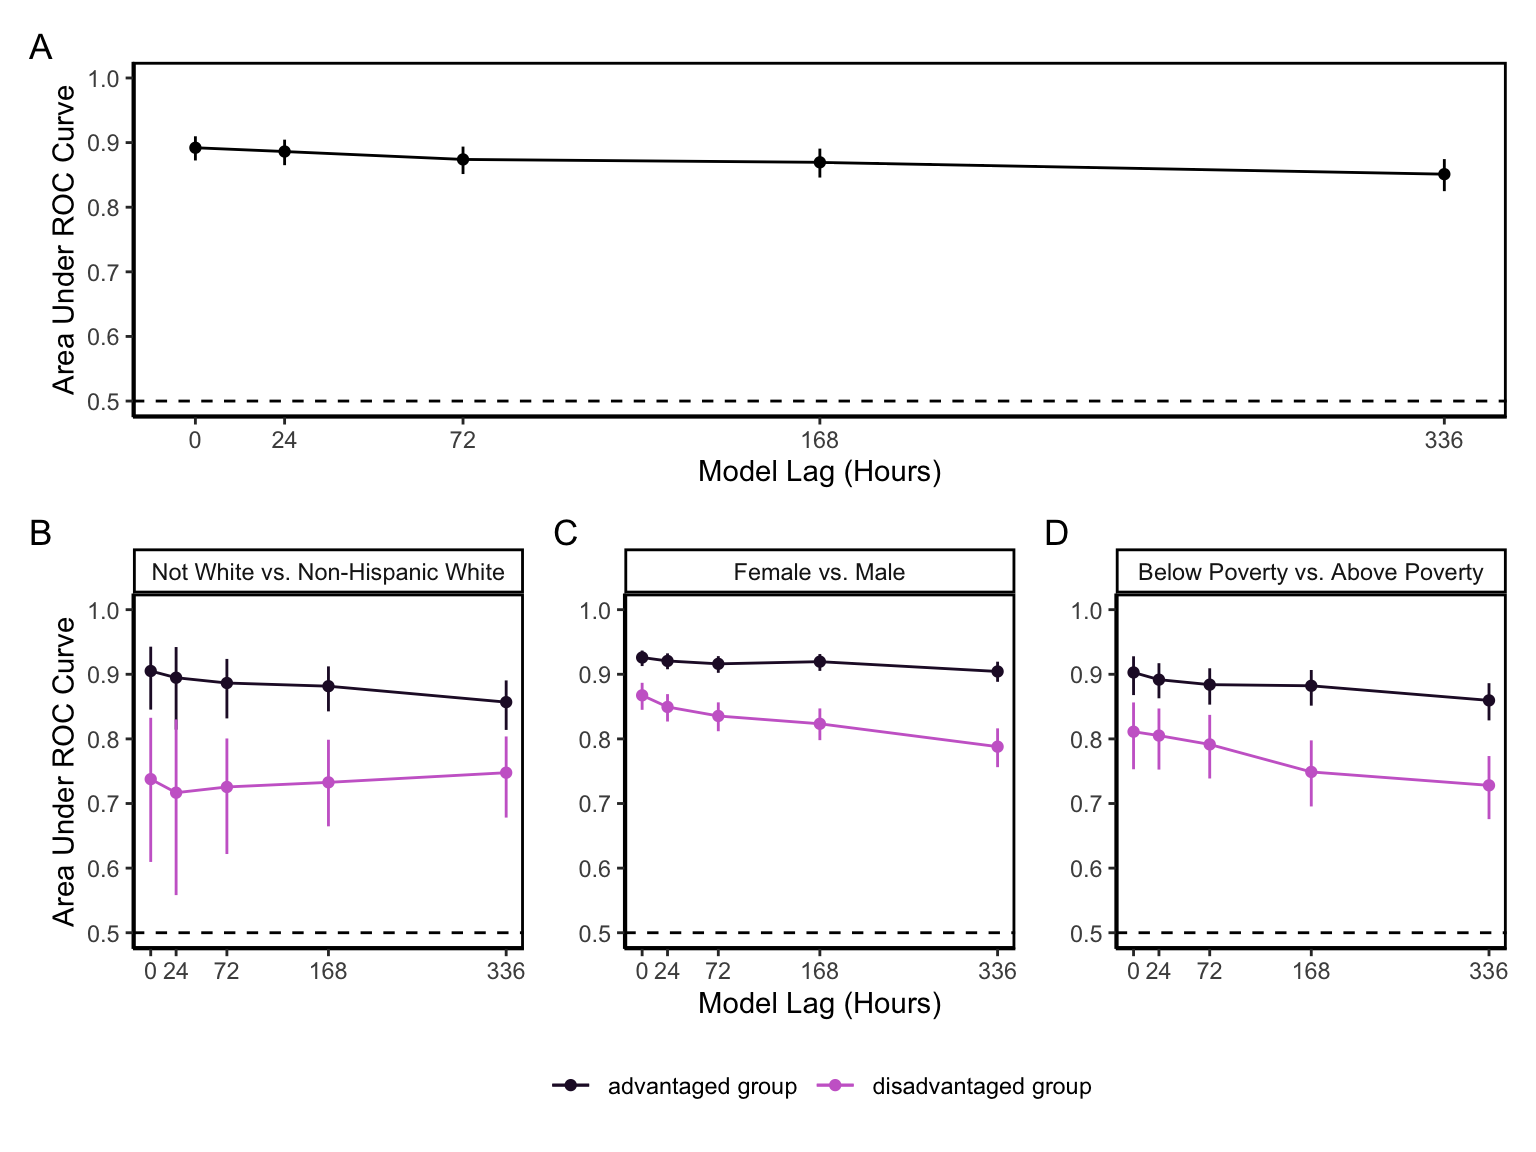 A
Area Under ROC Curve
1.0
0.9
0.8
0.7
0.6
0.5
0 24 72 168 336
Model Lag (Hours)
B C D
Not White vs. Non-Hispanic White
Female vs. Male
Below Poverty vs. Above Poverty
Area Under ROC Curve
1.0
0.9
0.8
0.7
0.6
0.5
0 24 72 168 336
1.0
0.9
0.8
0.7
0.6
0.5
0 24 72 168 336
1.0
0.9
0.8
0.7
0.6
0.5
0 24 72 168 336
Model Lag (Hours)
advantaged group disadvantaged group